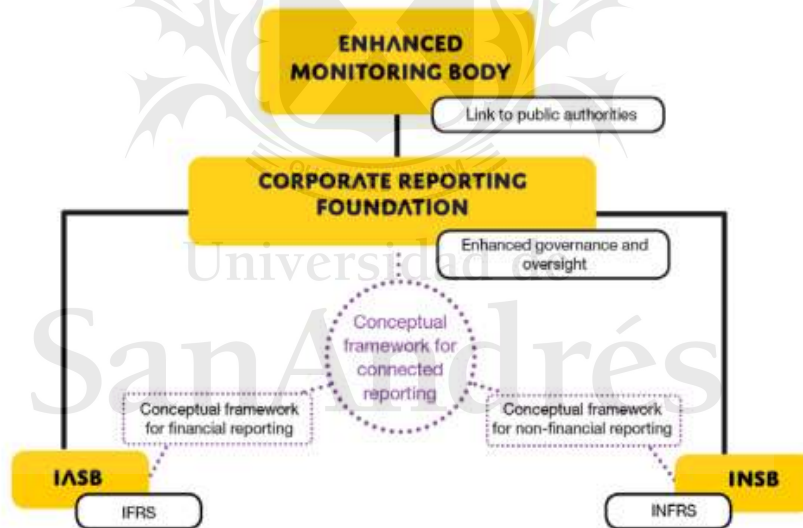 ENHANCED
MONITORING BODY
Link to public authorities
CORPORATE REPORTING
FOUNDATION
Enhanced governance and
oversight
Universidad de
SanAndrés
Conceptual
framework for
connected
reporting
Conceptual framework
for financial reporting
Conceptual framework
for non-financial reporting
IASB
IFRS
INSB
INFRS